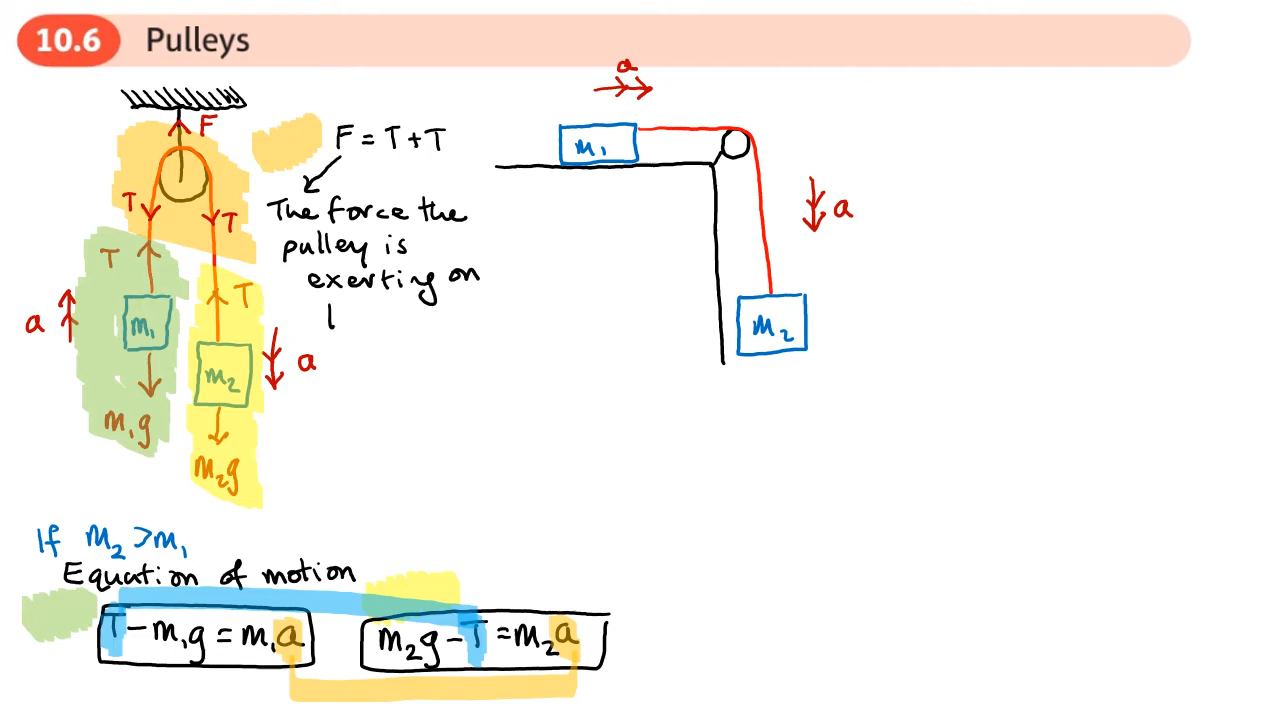 10.6 Pulleys
F
F = T + T
The force the
pulley is
exerting on
T
T
T
T
a
m₁
m₂
a
m₁g
m₂g
a
m₁
a
m₂
If m₂ > m₁
Equation of motion
T − m₁g = m₁a
m₂g − T = m₂a